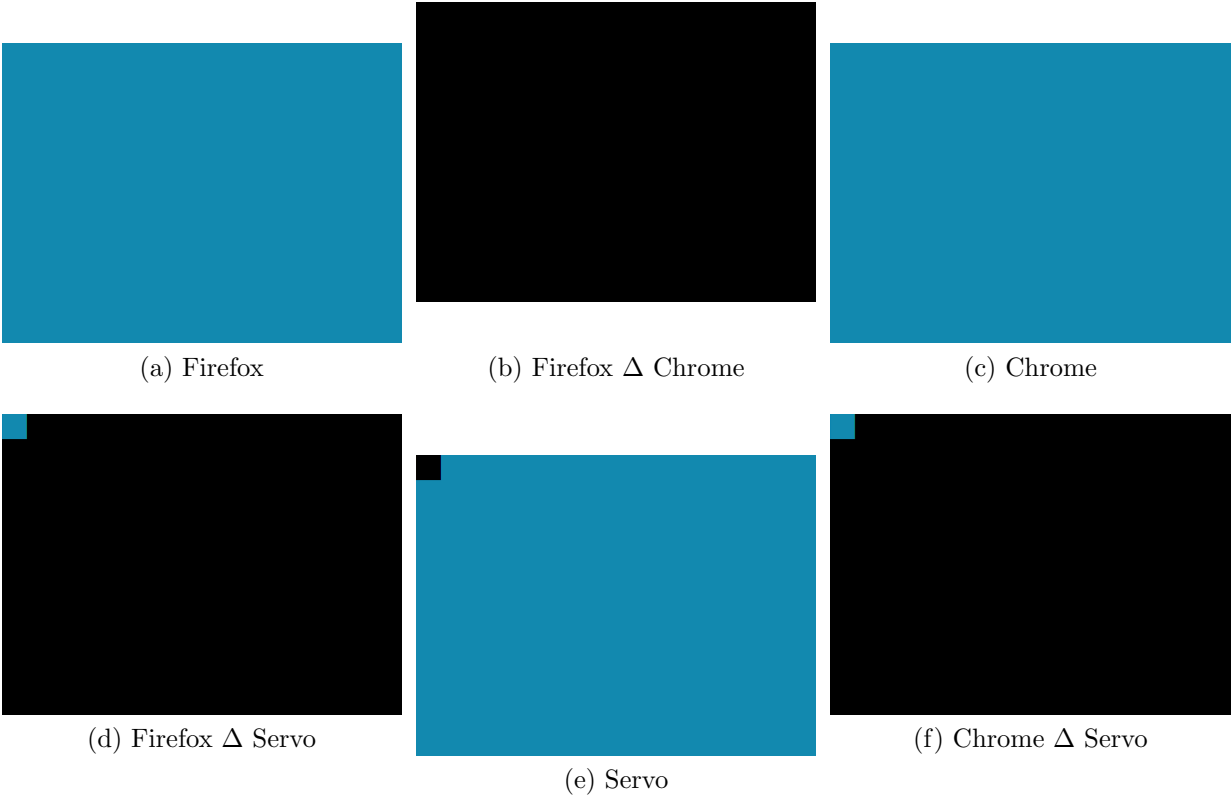 (a) Firefox
(b) Firefox Δ Chrome
(c) Chrome
(d) Firefox Δ Servo
(e) Servo
(f) Chrome Δ Servo